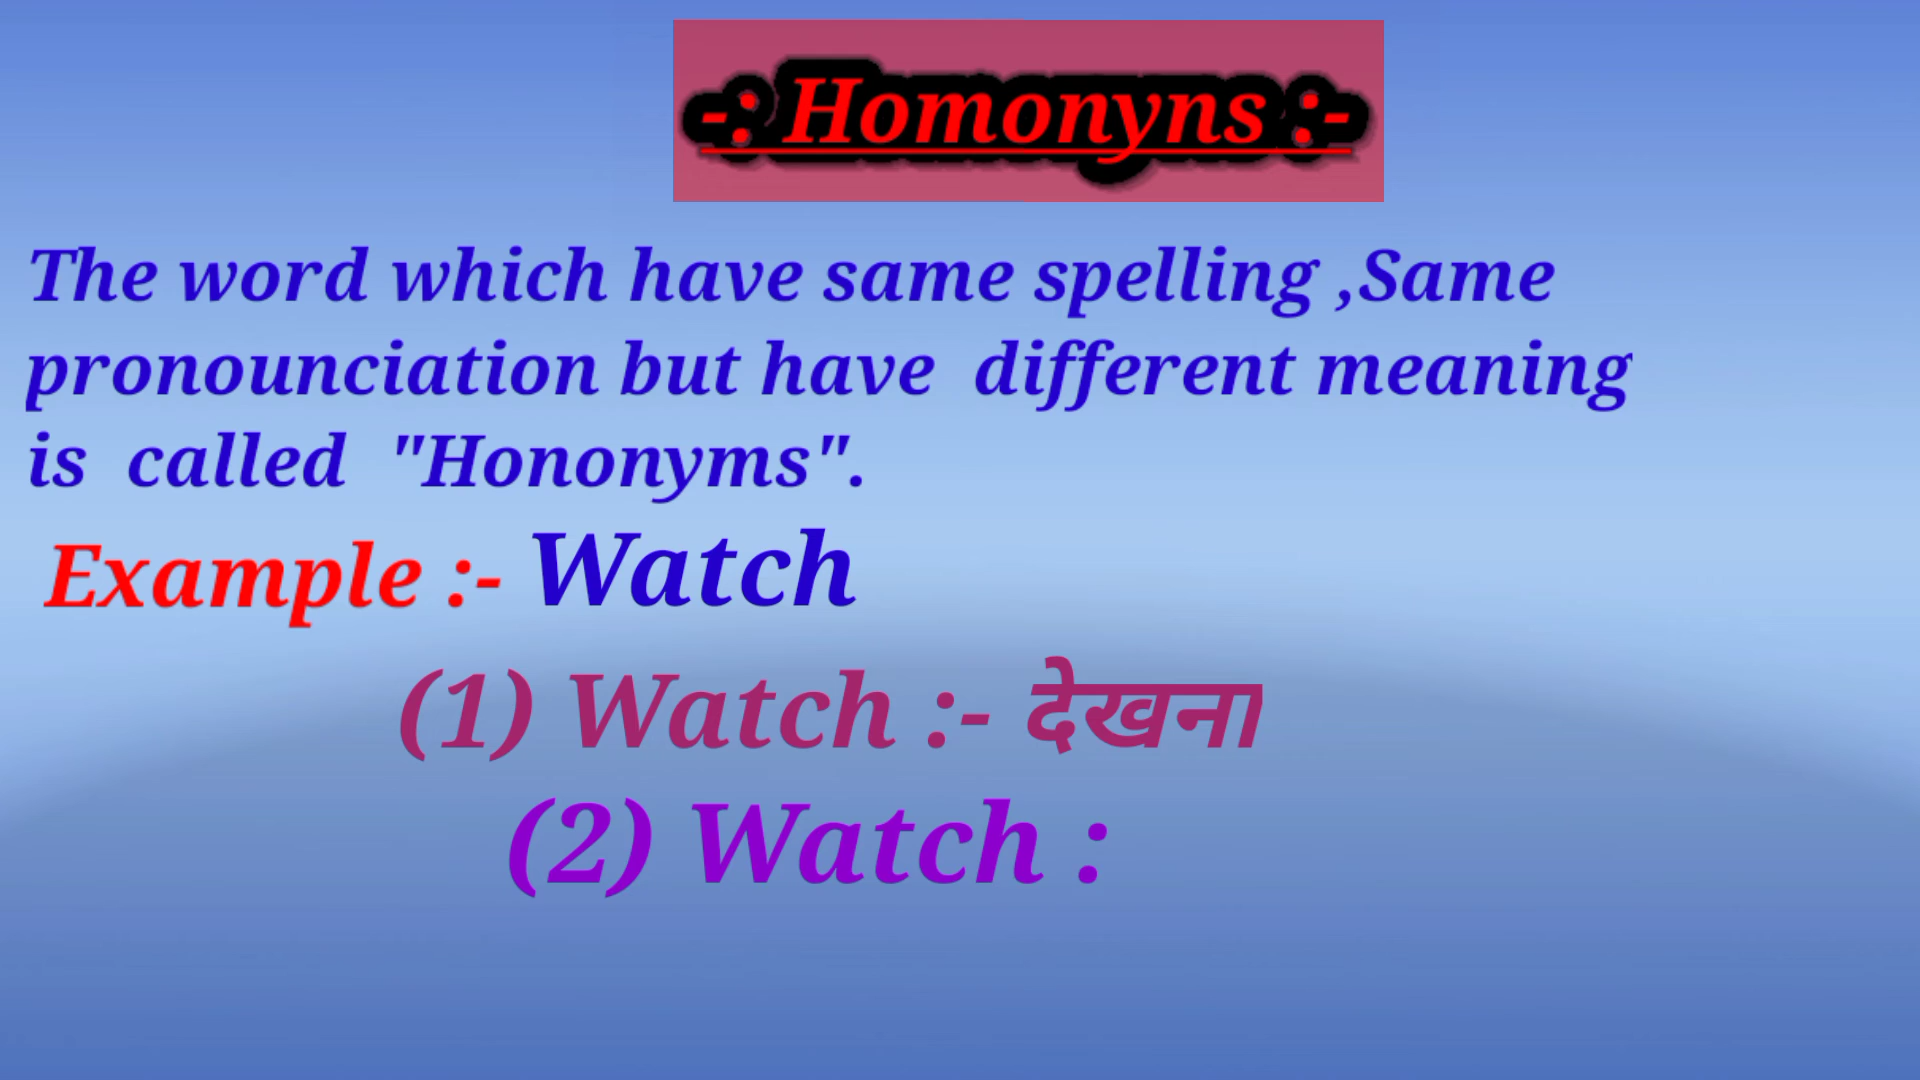 -: Homonyns :-
The word which have same spelling ,Same
pronounciation but have different meaning
is called "Hononyms".
Example :- Watch
(1) Watch :- देखना
(2) Watch :